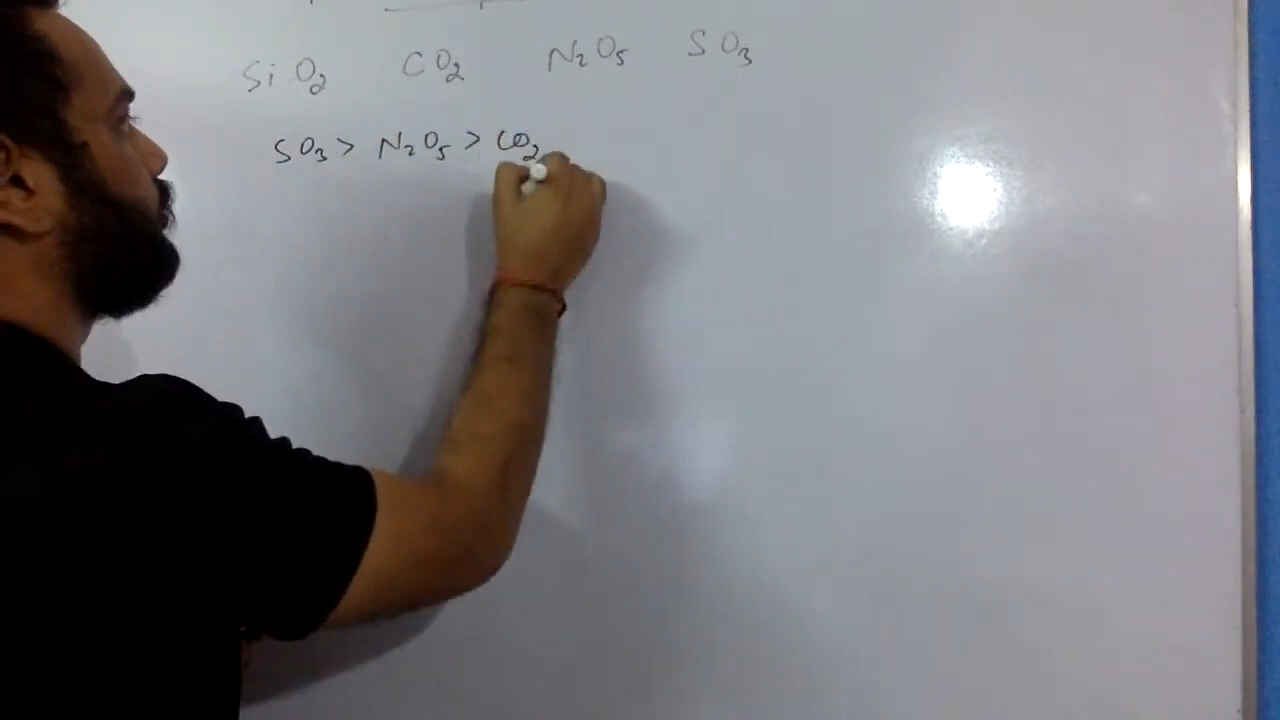 SiO₂ CO₂ N₂O₅ SO₃
SO₃ > N₂O₅ > CO₂